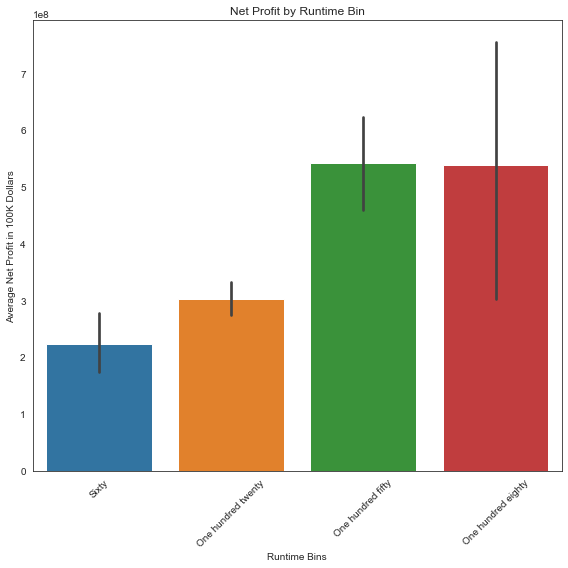 Net Profit by Runtime Bin
1e8
7
6
5
4
3
2
1
0
Average Net Profit in 100K Dollars
Sixty
One hundred twenty
One hundred fifty
One hundred eighty
Runtime Bins